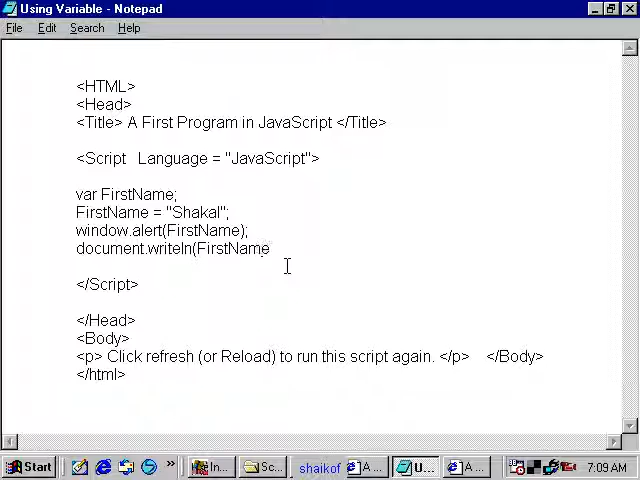 Using Variable - Notepad
File Edit Search Help
<HTML>
<Head>
<Title> A First Program in JavaScript </Title>
<Script Language = "JavaScript">
var FirstName;
FirstName = "Shakal";
window.alert(FirstName);
document.writeln(FirstName
</Script>
</Head>
<Body>
<p> Click refresh (or Reload) to run this script again. </p> </Body>
</html>
Start » In... Sc... shaikof A ... U... A ... 7:09 AM